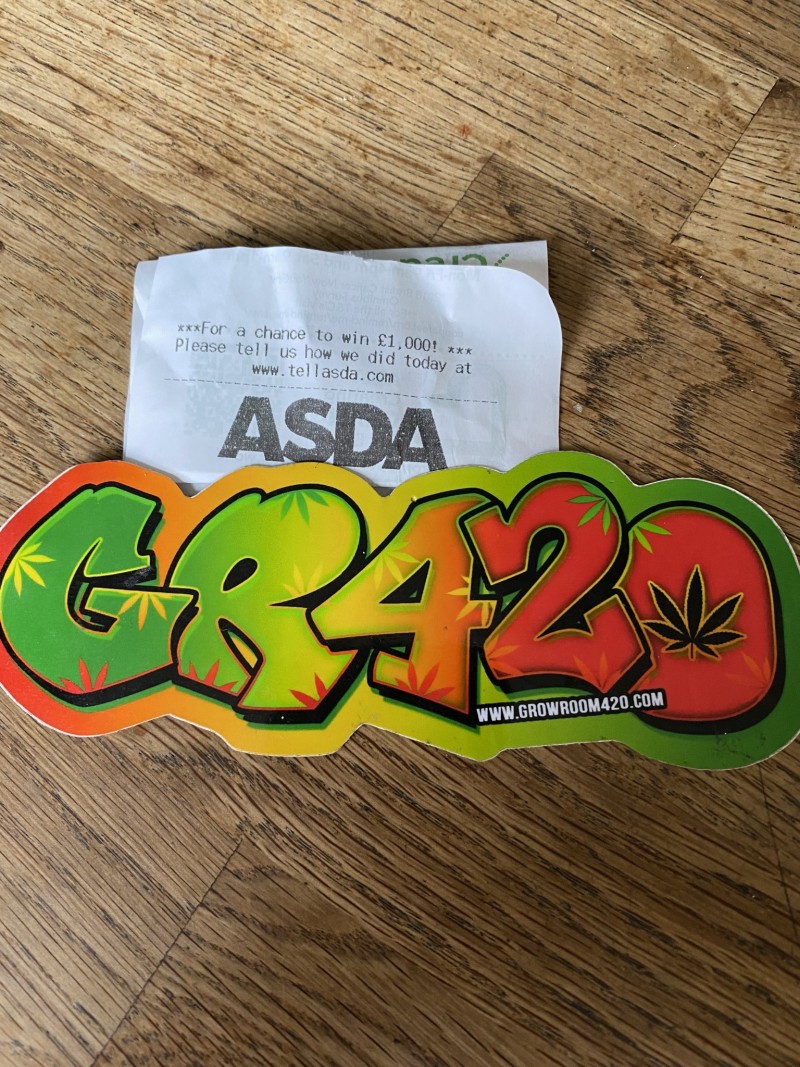 ***For a chance to win £1,000! ***
Please tell us how we did today at
www.tellasda.com
ASDA
GR420
WWW.GROWROOM420.COM